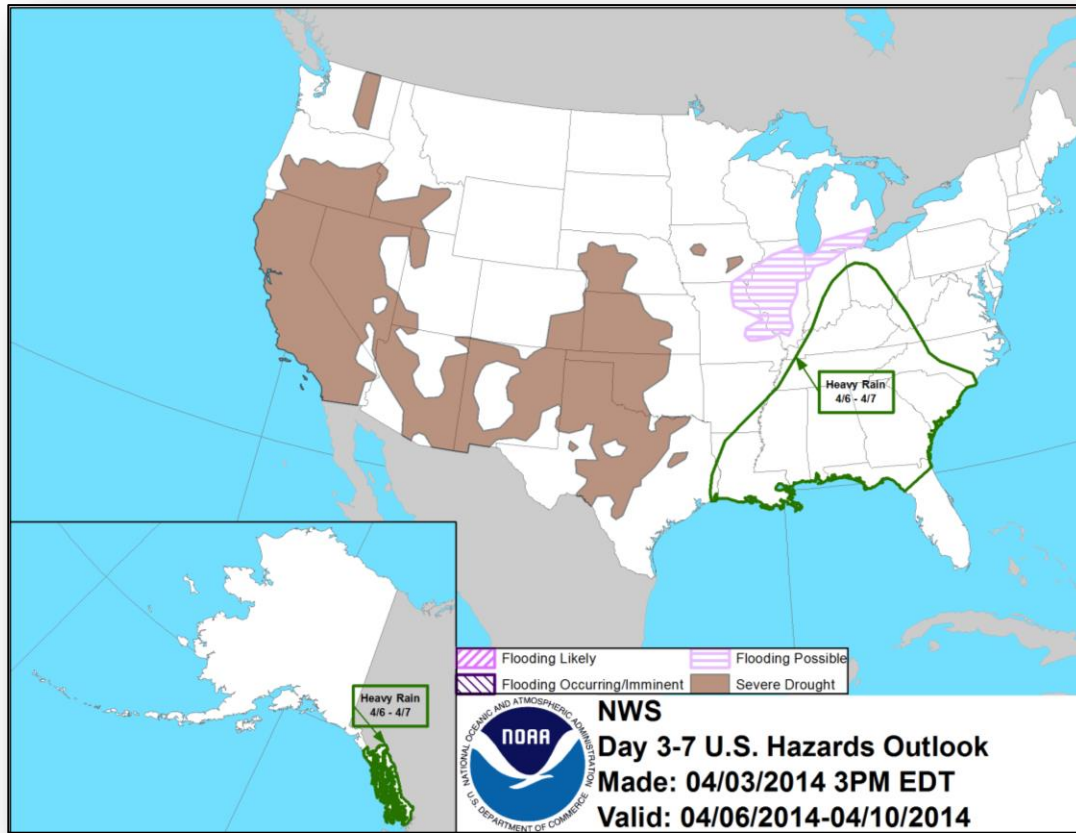 Heavy Rain
4/6 - 4/7
Heavy Rain
4/6 - 4/7
Flooding Likely
Flooding Possible
Flooding Occurring/Imminent
Severe Drought
NATIONAL OCEANIC AND ATMOSPHERIC ADMINISTRATION
NOAA
U.S. DEPARTMENT OF COMMERCE
NWS
Day 3-7 U.S. Hazards Outlook
Made: 04/03/2014 3PM EDT
Valid: 04/06/2014-04/10/2014